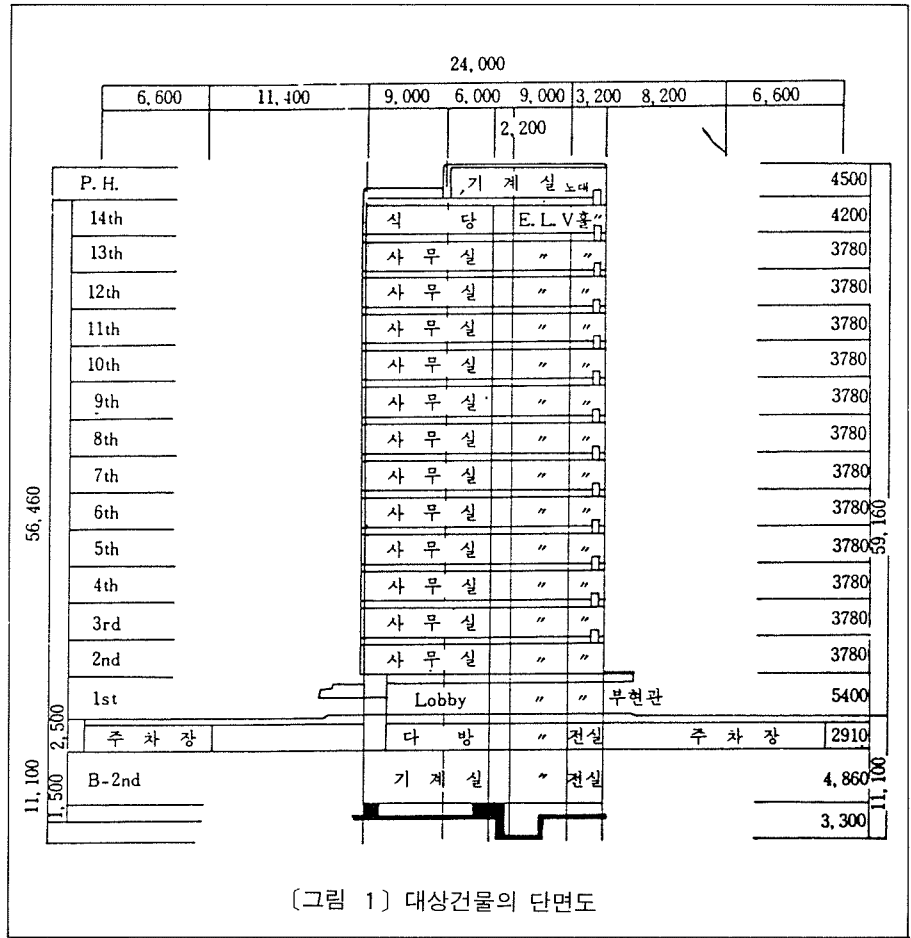 24,000
6,600 11,400 9,000 6,000 9,000 3,200 8,200 6,600
2,200
P. H. 기 계 실 노대 4500
14th 식 당 E. L. V홀 〃 4200
13th 사 무 실 〃 〃 3780
12th 사 무 실 〃 〃 3780
11th 사 무 실 〃 〃 3780
10th 사 무 실 〃 〃 3780
9th 사 무 실 〃 〃 3780
8th 사 무 실 〃 〃 3780
7th 사 무 실 〃 〃 3780
6th 사 무 실 〃 〃 3780
5th 사 무 실 〃 〃 3780
4th 사 무 실 〃 〃 3780
3rd 사 무 실 〃 〃 3780
2nd 사 무 실 〃 〃 3780
56,460
59,160
1st Lobby 〃 〃 부현관 5400
2,500
주 차 장 다 방 〃 전실 주 차 장 2910
B-2nd 기 계 실 〃 전실 4,860
11,100
1,500
11,100
3,300
〔그림 1〕 대상건물의 단면도